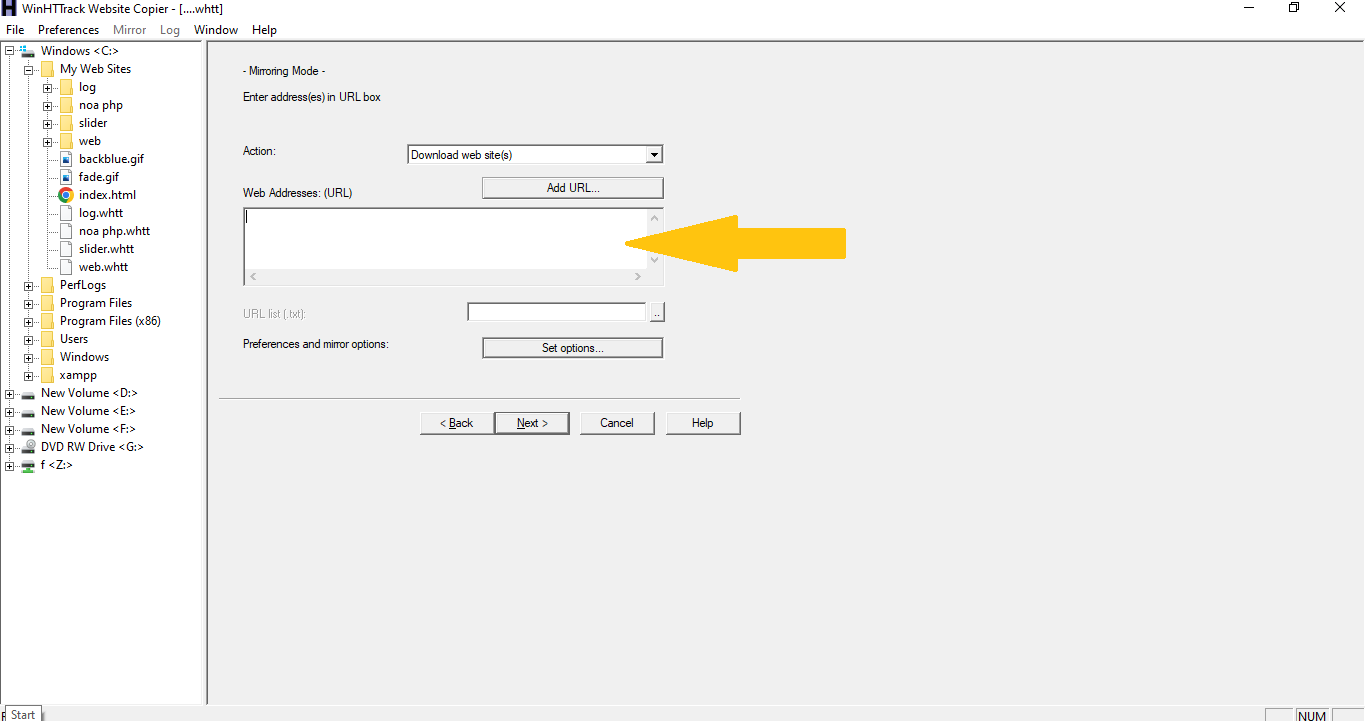 WinHTTrack Website Copier - [....whtt]
File Preferences Mirror Log Window Help
Windows <C:>
My Web Sites
log
noa php
slider
web
backblue.gif
fade.gif
index.html
log.whtt
noa php.whtt
slider.whtt
web.whtt
PerfLogs
Program Files
Program Files (x86)
Users
Windows
xampp
New Volume <D:>
New Volume <E:>
New Volume <F:>
DVD RW Drive <G:>
f <Z:>
- Mirroring Mode -
Enter address(es) in URL box
Action:
Download web site(s)
Web Addresses: (URL)
Add URL...
URL list (.txt):
..
Preferences and mirror options:
Set options...
< Back
Next >
Cancel
Help
Start
NUM